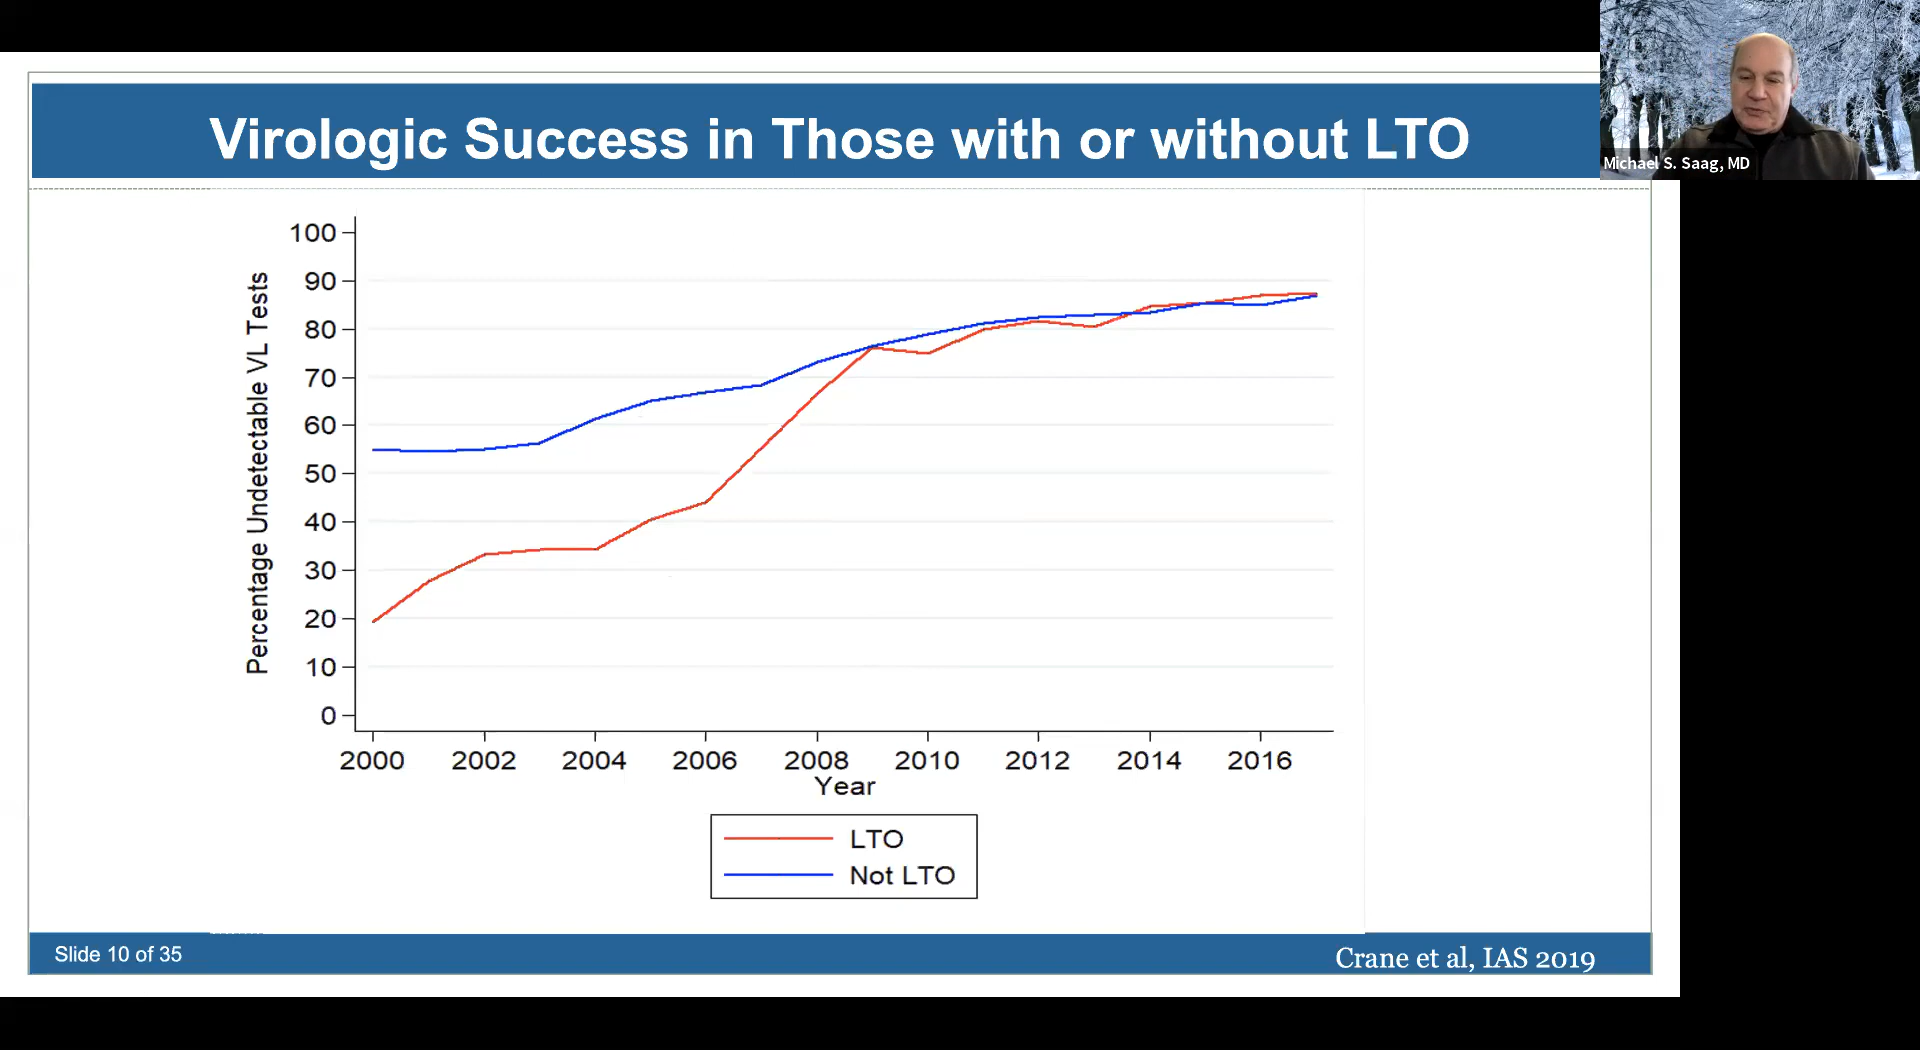 Virologic Success in Those with or without LTO
Michael S. Saag, MD
Percentage Undetectable VL Tests
100
90
80
70
60
50
40
30
20
10
0
2000 2002 2004 2006 2008 2010 2012 2014 2016
Year
LTO
Not LTO
Slide 10 of 35
Crane et al, IAS 2019